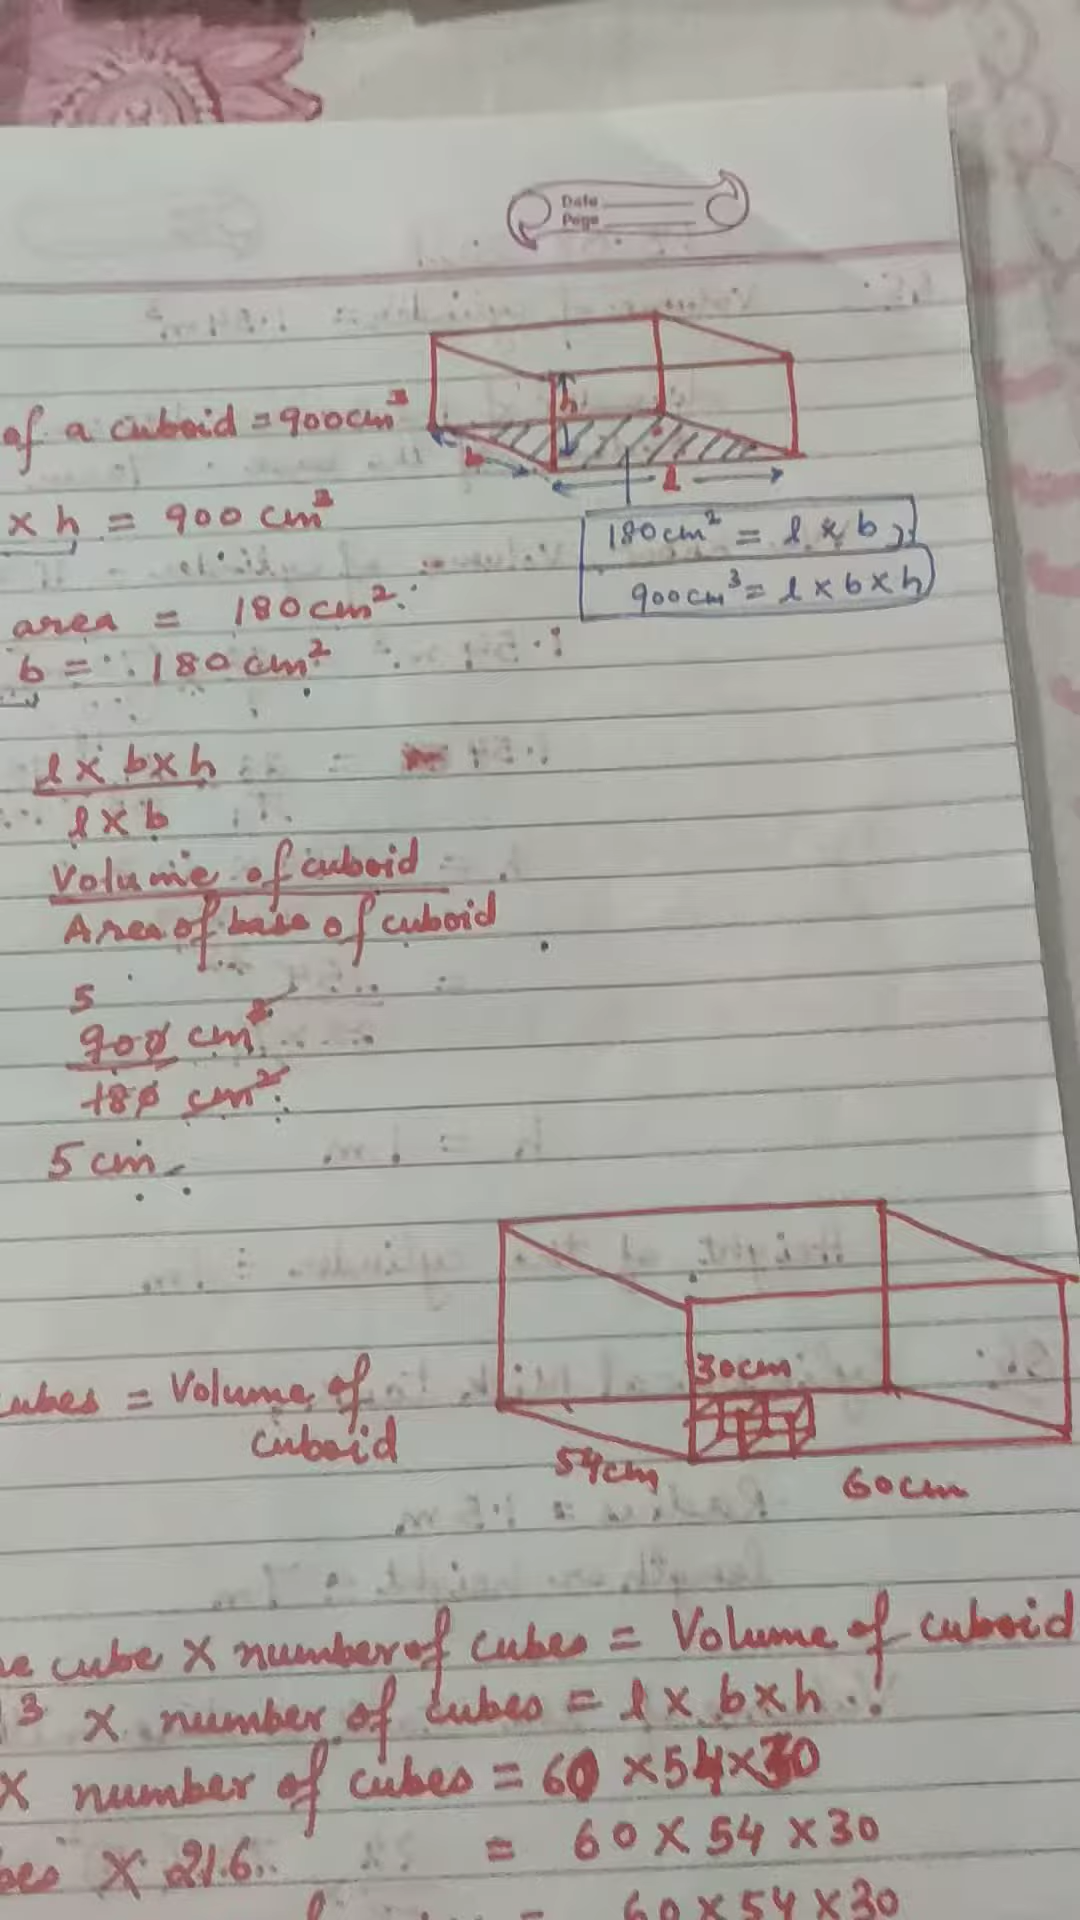 Date
Page
of a cuboid = 900cm³
x h = 900 cm³
area = 180cm².
b = 180 cm²
h
b
l
180cm² = l x b
900cm³ = l x b x h
l x b x h
l x b
Volume of cuboid
Area of base of cuboid
5
900 cm³
180 cm²
5 cm
cubes = Volume of
cuboid
30cm
54cm
60cm
cube X number of cubes = Volume of cuboid
³ X number of cubes = l x b x h
X number of cubes = 60 x 54 x 30
X 216 = 60 x 54 x 30
= 60 x 54 x 30